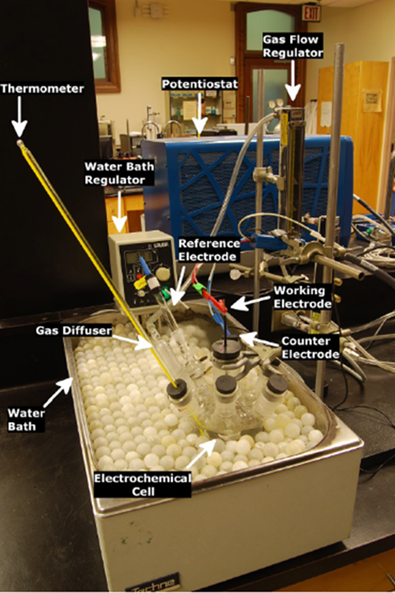 EXIT
Gas Flow
Regulator
Thermometer
Potentiostat
Water Bath
Regulator
Reference
Electrode
Working
Electrode
Gas Diffuser
Counter
Electrode
Water
Bath
Electrochemical
Cell
Techne